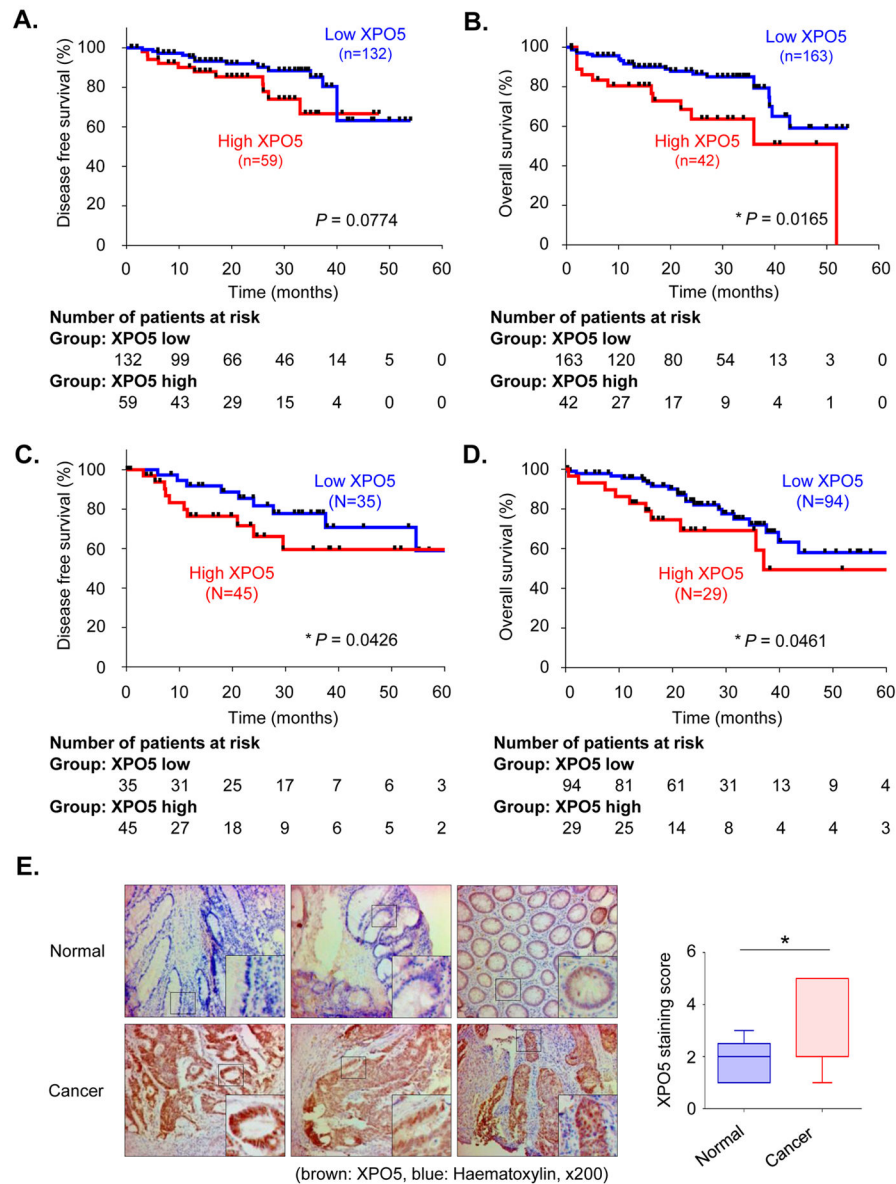 A.
Disease free survival (%)
100
80
60
40
20
0
Low XPO5
(n=132)
High XPO5
(n=59)
P = 0.0774
0 10 20 30 40 50 60
Time (months)
Number of patients at risk
Group: XPO5 low
132 99 66 46 14 5 0
Group: XPO5 high
59 43 29 15 4 0 0
B.
Overall survival (%)
100
80
60
40
20
0
Low XPO5
(n=163)
High XPO5
(n=42)
* P = 0.0165
0 10 20 30 40 50 60
Time (months)
Number of patients at risk
Group: XPO5 low
163 120 80 54 13 3 0
Group: XPO5 high
42 27 17 9 4 1 0
C.
Disease free survival (%)
100
80
60
40
20
0
Low XPO5
(N=35)
High XPO5
(N=45)
* P = 0.0426
0 10 20 30 40 50 60
Time (months)
Number of patients at risk
Group: XPO5 low
35 31 25 17 7 6 3
Group: XPO5 high
45 27 18 9 6 5 2
D.
Overall survival (%)
100
80
60
40
20
0
Low XPO5
(N=94)
High XPO5
(N=29)
* P = 0.0461
0 10 20 30 40 50 60
Time (months)
Number of patients at risk
Group: XPO5 low
94 81 61 31 13 9 4
Group: XPO5 high
29 25 14 8 4 4 3
E.
Normal
Cancer
(brown: XPO5, blue: Haematoxylin, x200)
XPO5 staining score
6
4
2
0
*
Normal
Cancer